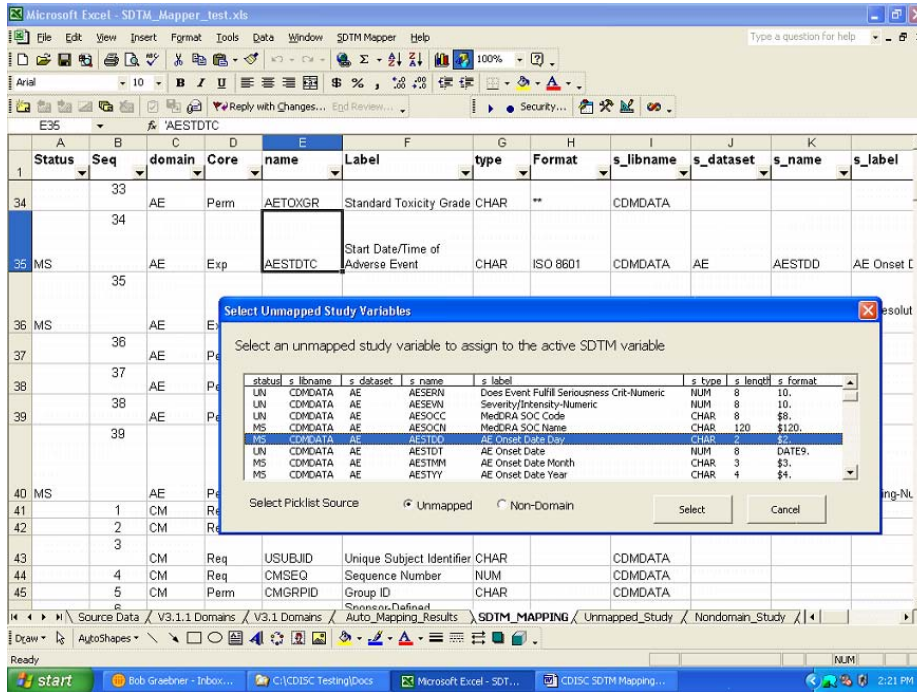 Microsoft Excel - SDTM_Mapper_test.xls
File Edit View Insert Format Tools Data Window SDTM Mapper Help Type a question for help
100%
Arial 10 B I U $ % ,
Reply with Changes... End Review... Security...
E35 fx 'AESTDTC
A B C D E F G H I J K
1 Status Seq domain Core name Label type Format s_libname s_dataset s_name s_label
34 33 AE Perm AETOXGR Standard Toxicity Grade CHAR ** CDMDATA
34
Start Date/Time of
35 MS AE Exp AESTDTC Adverse Event CHAR ISO 8601 CDMDATA AE AESTDD AE Onset D
35
36 MS AE
36
37 AE
37
38 AE
38
39 AE
39
40 MS AE
Select Unmapped Study Variables
Select an unmapped study variable to assign to the active SDTM variable
status s_libname s_dataset s_name s_label s_type s_length s_format
UN CDMDATA AE AESERN Does Event Fulfill Seriousness Crit-Numeric NUM 8 10.
UN CDMDATA AE AESEVN Severity/Intensity-Numeric NUM 8 10.
UN CDMDATA AE AESOCC MedDRA SOC Code CHAR 8 $8.
MS CDMDATA AE AESOCN MedDRA SOC Name CHAR 120 $120.
MS CDMDATA AE AESTDD AE Onset Date Day CHAR 2 $2.
UN CDMDATA AE AESTDT AE Onset Date NUM 8 DATE9.
MS CDMDATA AE AESTMM AE Onset Date Month CHAR 3 $3.
MS CDMDATA AE AESTYY AE Onset Date Year CHAR 4 $4.
Select Picklist Source Unmapped Non-Domain Select Cancel
41 1 CM
42 2 CM
3
43 CM Req USUBJID Unique Subject Identifier CHAR CDMDATA
44 4 CM Req CMSEQ Sequence Number NUM CDMDATA
45 5 CM Perm CMGRPID Group ID CHAR CDMDATA
6 Sponsor-Defined
Source Data / V3.1.1 Domains / V3.1 Domains / Auto_Mapping_Results \ SDTM_MAPPING / Unmapped_Study / Nondomain_Study
Draw AutoShapes
Ready NUM
start Bob Graebner - Inbox... C:\CDISC Testing\Docs Microsoft Excel - SDT... CDISC SDTM Mapping... 2:21 PM